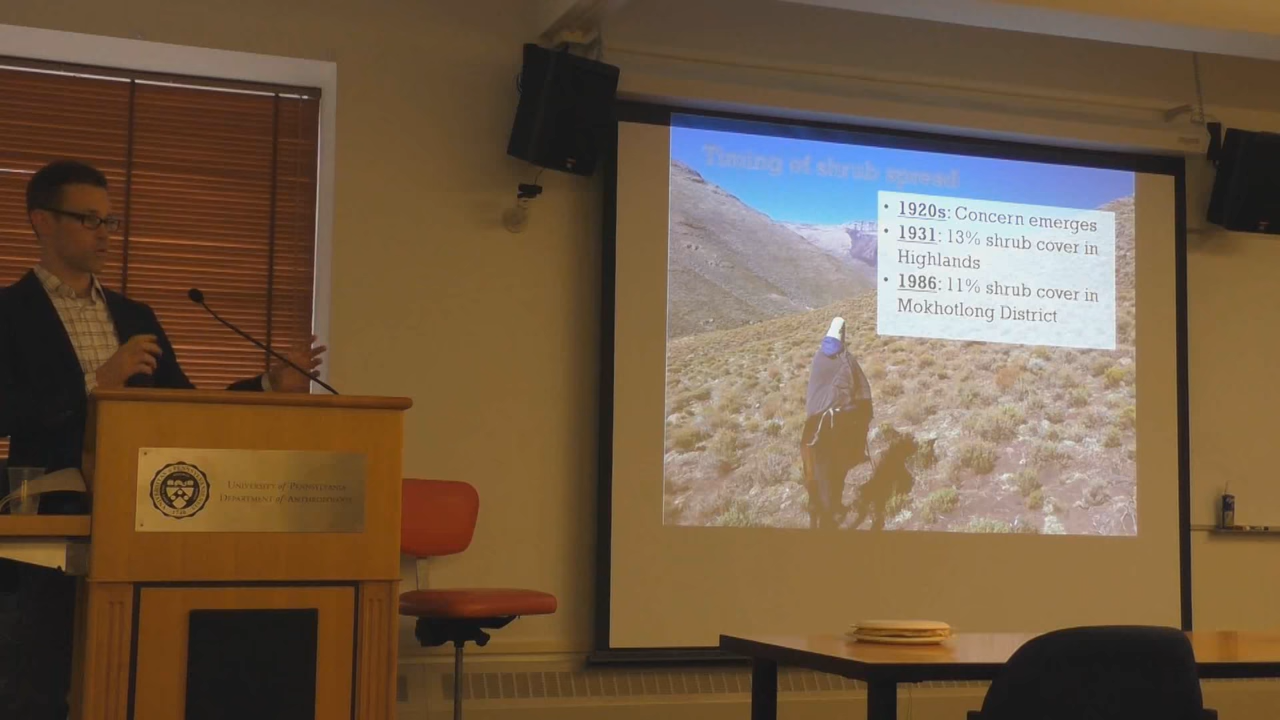 Timing of shrub spread
• 1920s: Concern emerges
• 1931: 13% shrub cover in
Highlands
• 1986: 11% shrub cover in
Mokhotlong District
UNIVERSITY of PENNSYLVANIA
DEPARTMENT of ANTHROPOLOGY